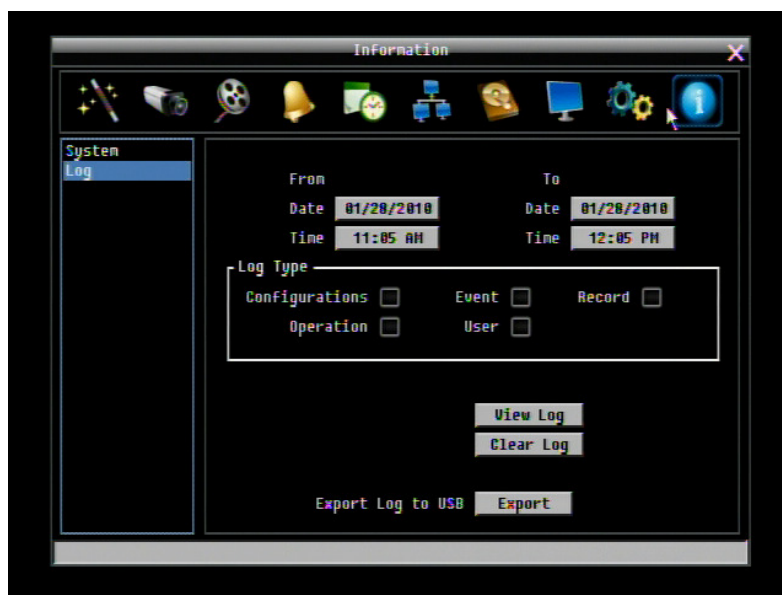 Information
X
System
Log
From To
Date 01/28/2010 Date 01/28/2010
Time 11:05 AM Time 12:05 PM
Log Type
Configurations Event Record
Operation User
View Log
Clear Log
Export Log to USB Export